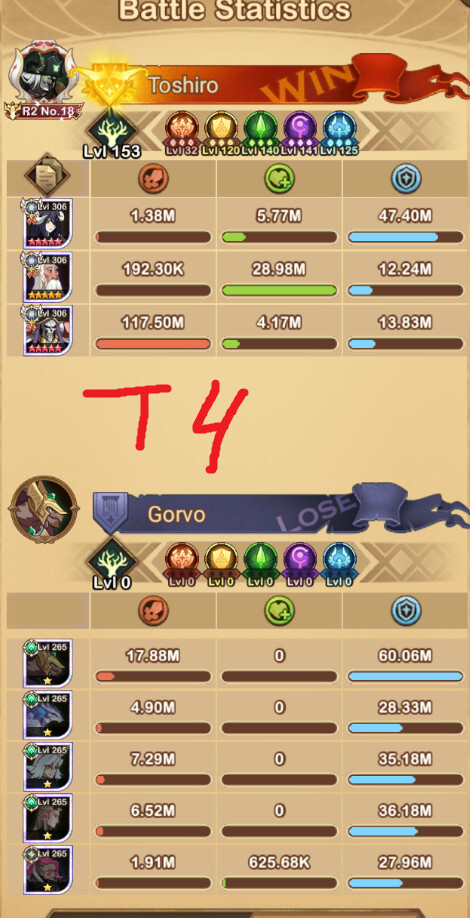 Battle Statistics
Toshiro
WIN
R2 No.18
Lvl 153
Lvl 32 Lvl 120 Lvl 140 Lvl 141 Lvl 125
Lvl 306
1.38M 5.77M 47.40M
Lvl 306
192.30K 28.98M 12.24M
Lvl 306
117.50M 4.17M 13.83M
T4
Gorvo
LOSE
Lvl 0
Lvl 0 Lvl 0 Lvl 0 Lvl 0 Lvl 0
Lvl 265
17.88M 0 60.06M
Lvl 265
4.90M 0 28.33M
Lvl 265
7.29M 0 35.18M
Lvl 265
6.52M 0 36.18M
Lvl 265
1.91M 625.68K 27.96M